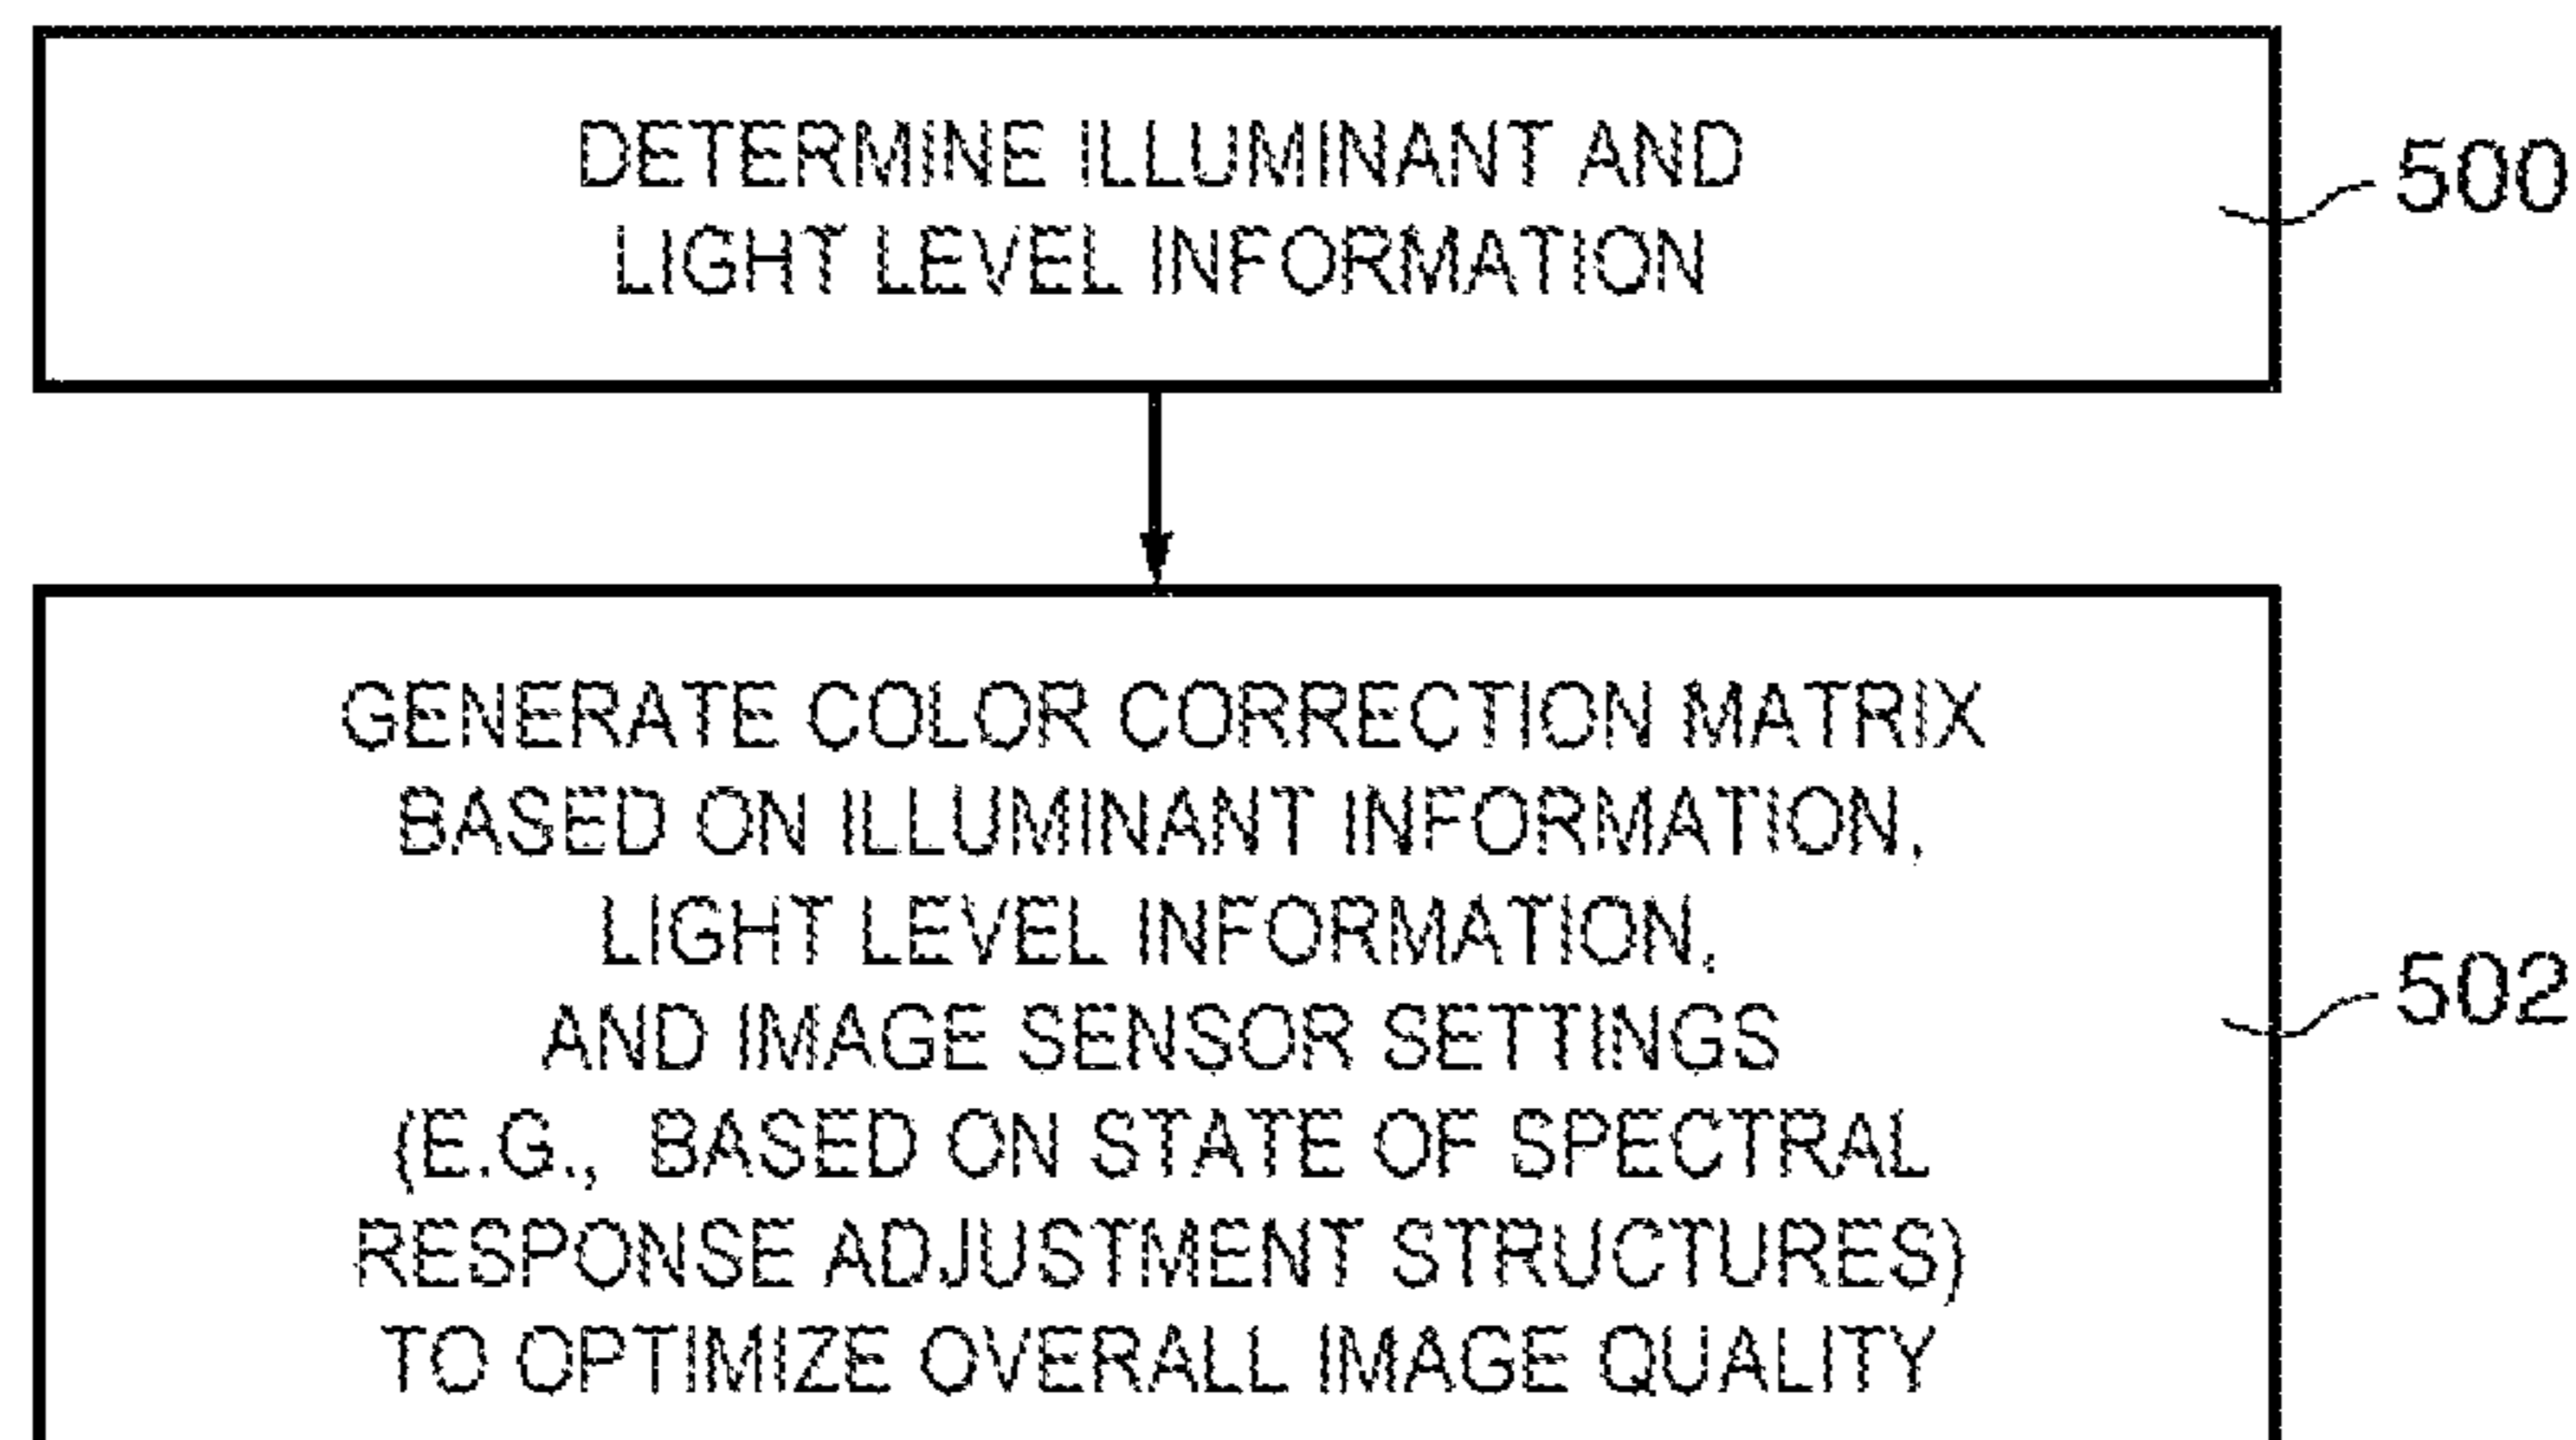 DETERMINE ILLUMINANT AND
LIGHT LEVEL INFORMATION
500
GENERATE COLOR CORRECTION MATRIX
BASED ON ILLUMINANT INFORMATION,
LIGHT LEVEL INFORMATION,
AND IMAGE SENSOR SETTINGS
(E.G., BASED ON STATE OF SPECTRAL
RESPONSE ADJUSTMENT STRUCTURES)
TO OPTIMIZE OVERALL IMAGE QUALITY
502